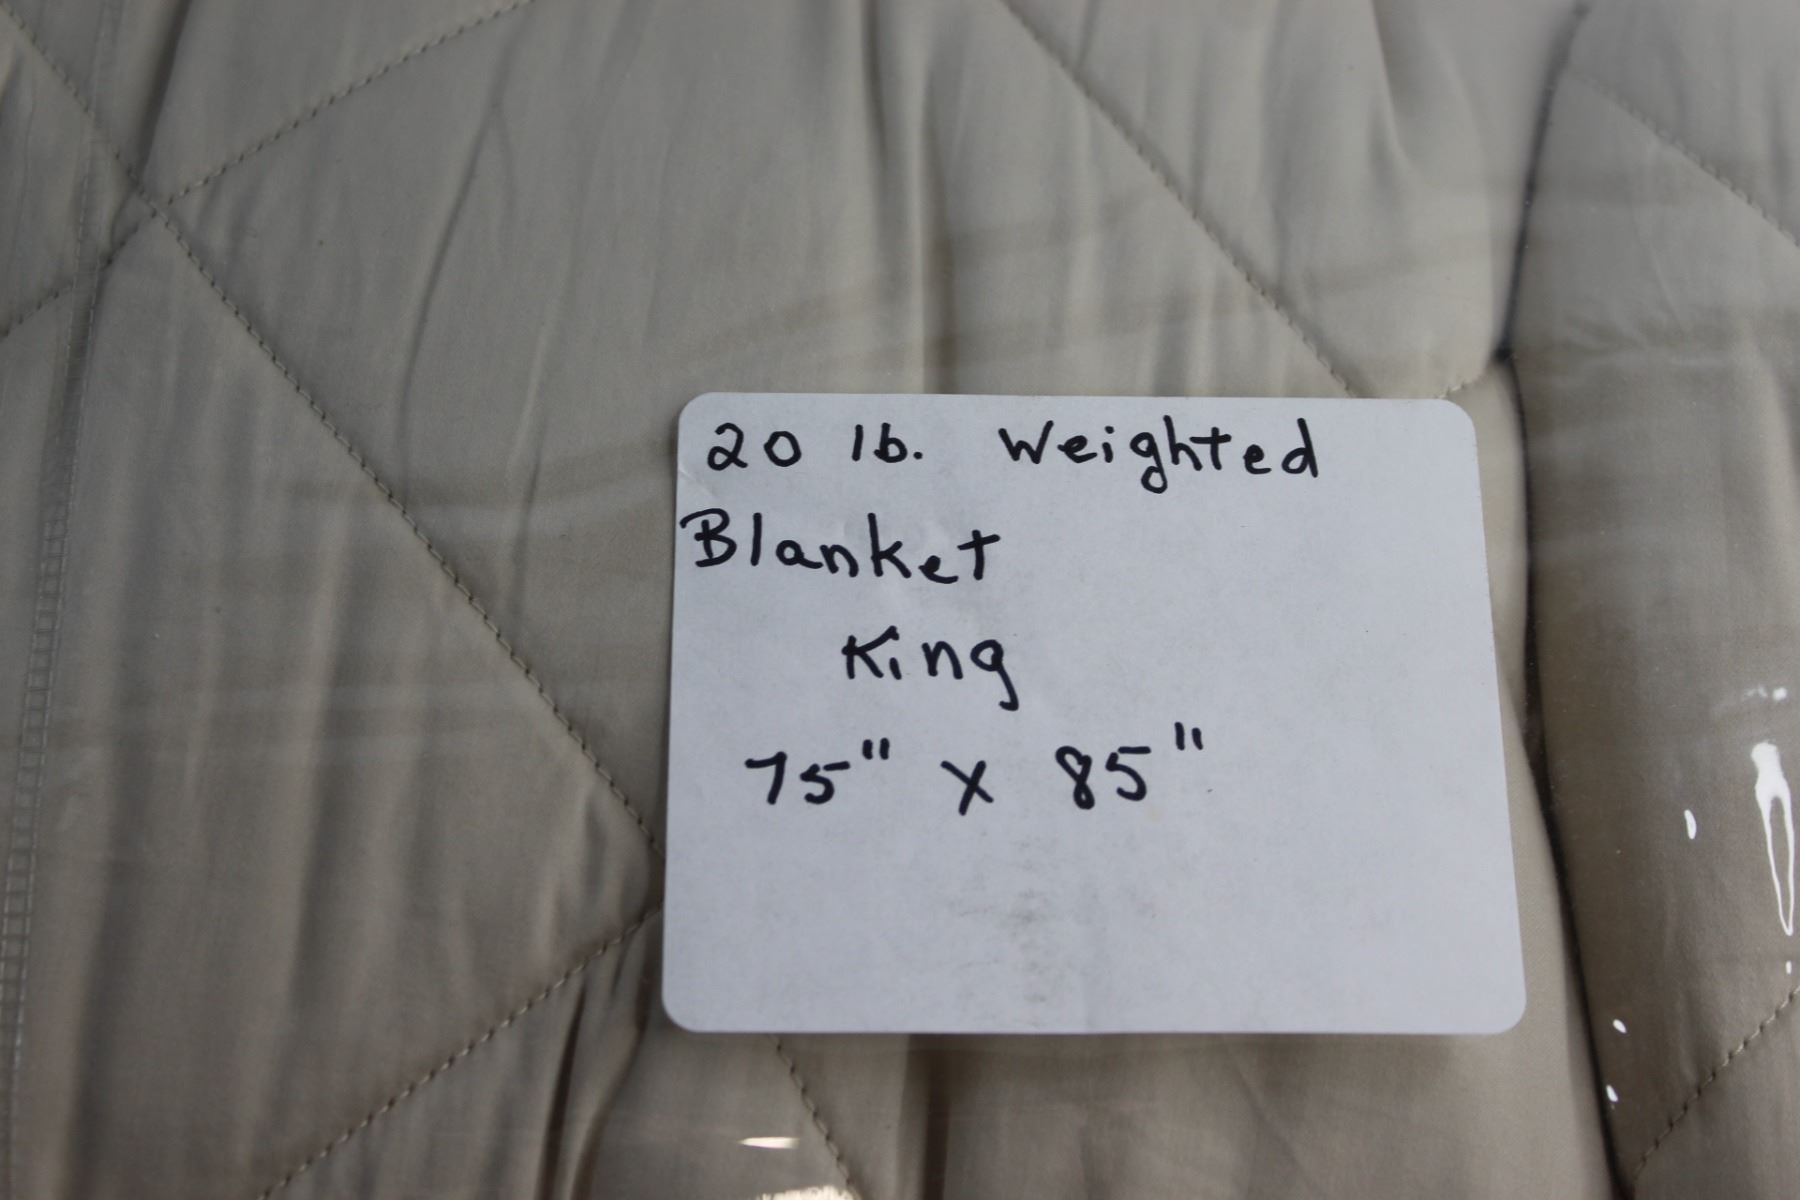 20 lb. Weighted
Blanket
King
75" x 85"